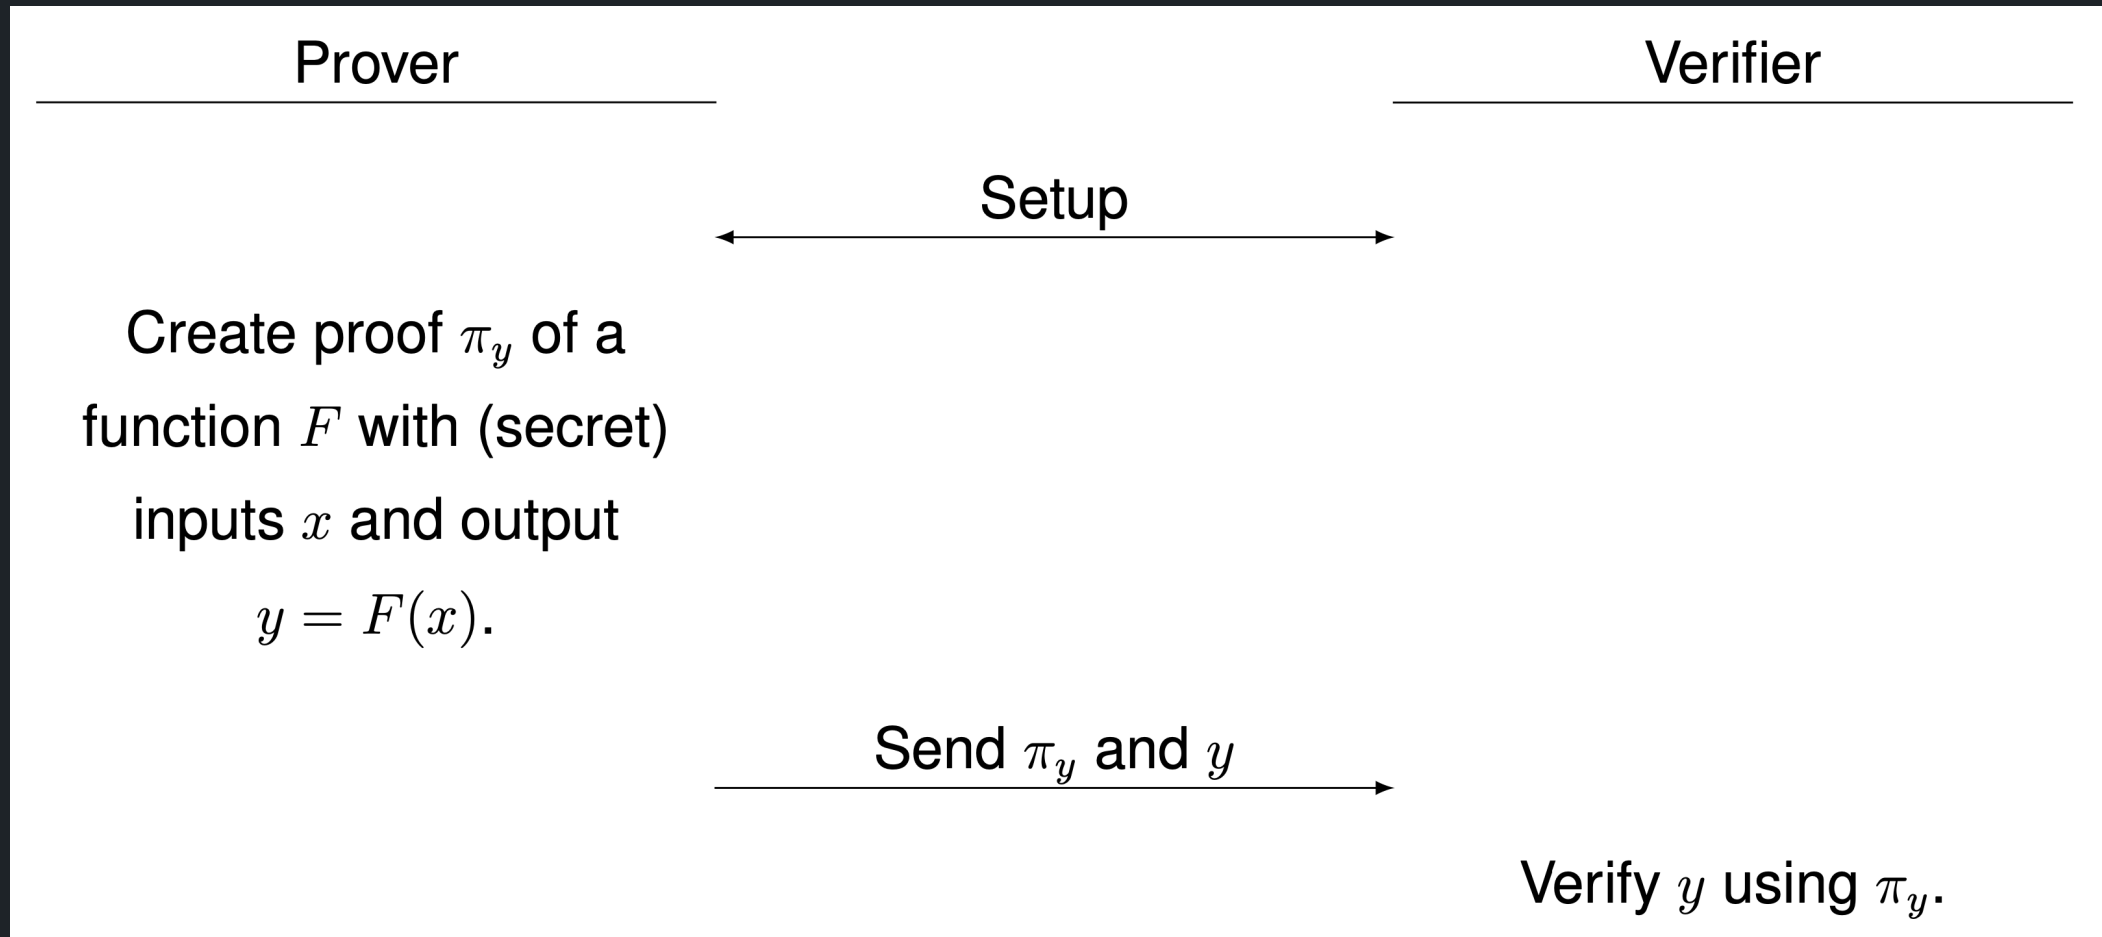 Prover
Verifier
Setup
Create proof π_y of a
function F with (secret)
inputs x and output
y = F(x).
Send π_y and y
Verify y using π_y.